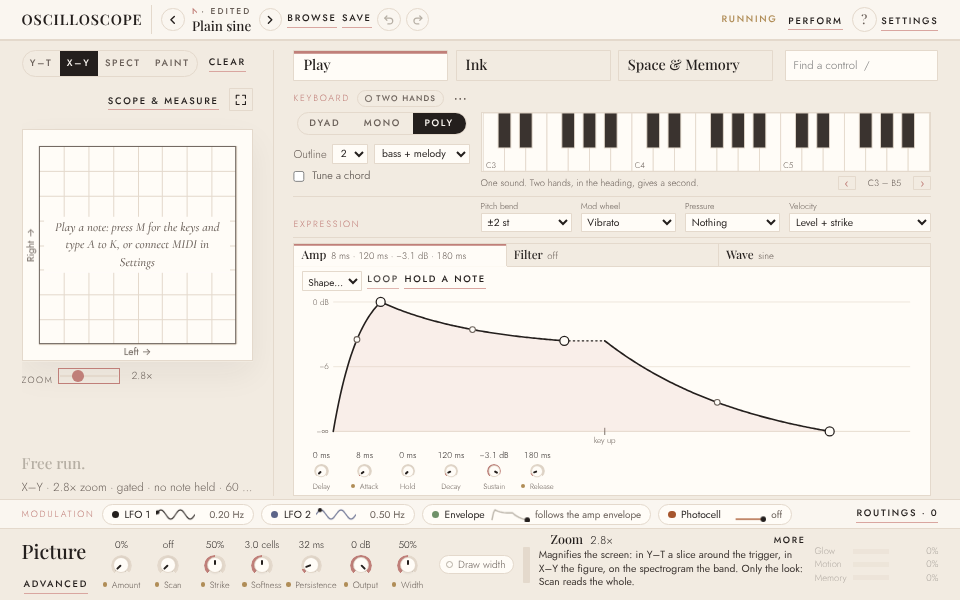 OSCILLOSCOPE
EDITED
Plain sine
BROWSE SAVE
RUNNING
PERFORM
?
SETTINGS
Y–T X–Y SPECT PAINT CLEAR
SCOPE & MEASURE
Play
Ink
Space & Memory
Find a control /
KEYBOARD
TWO HANDS
...
DYAD MONO POLY
Outline 2 bass + melody
Tune a chord
C3 C4 C5
One sound. Two hands, in the heading, gives a second.
‹ C3 – B5 ›
EXPRESSION
Pitch bend Mod wheel Pressure Velocity
±2 st Vibrato Nothing Level + strike
Play a note: press M for the keys and
type A to K, or connect MIDI in
Settings
Right →
Left →
ZOOM 2.8×
Free run.
X–Y · 2.8× zoom · gated · no note held · 60 ...
Amp 8 ms · 120 ms · −3.1 dB · 180 ms
Filter off
Wave sine
Shape... LOOP HOLD A NOTE
0 dB
−6
−∞
key up
0 ms 8 ms 0 ms 120 ms −3.1 dB 180 ms
Delay Attack Hold Decay Sustain Release
MODULATION
LFO 1 0.20 Hz
LFO 2 0.50 Hz
Envelope follows the amp envelope
Photocell off
ROUTINGS · 0
Picture
ADVANCED
0% off 50% 3.0 cells 32 ms 0 dB 50%
Amount Scan Strike Softness Persistence Output Width
Draw width
Zoom 2.8× MORE
Magnifies the screen: in Y–T a slice around the trigger, in
X–Y the figure, on the spectrogram the band. Only the look:
Scan reads the whole.
Glow 0%
Motion 0%
Memory 0%